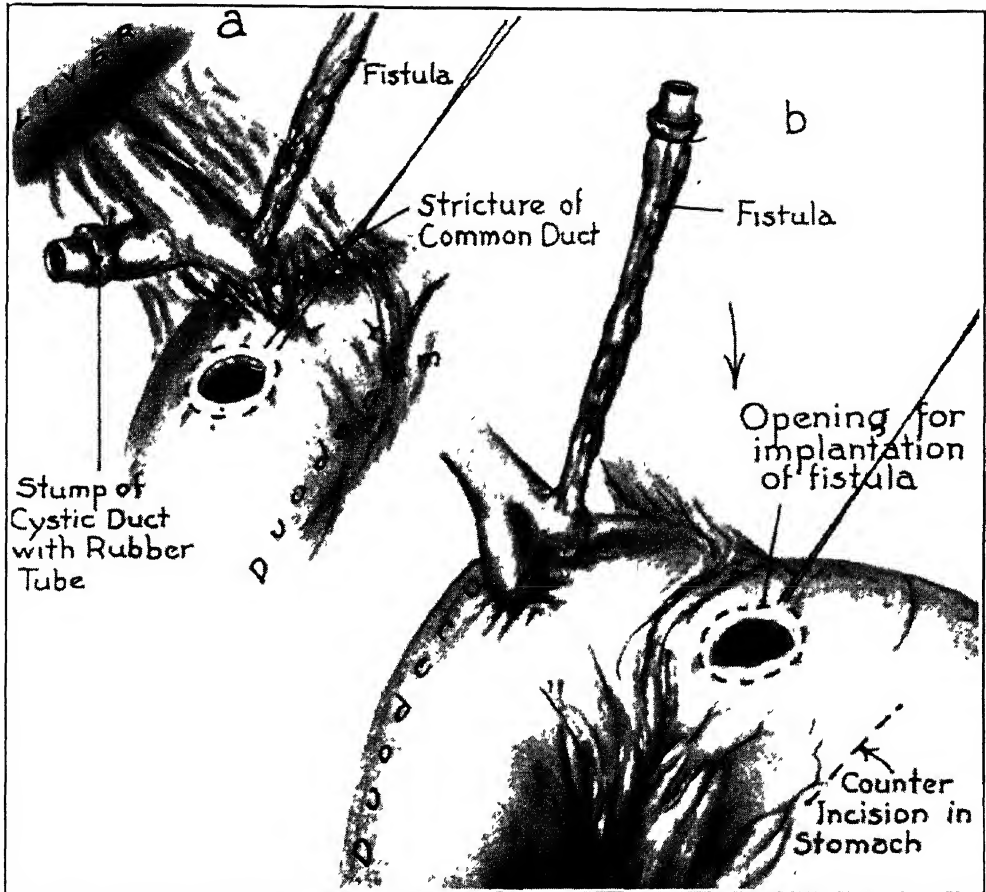 a
LIVER
Fistula
Stricture of
Common Duct
Stump of
Cystic Duct
with Rubber
Tube
b
Fistula
Opening for
implantation
of fistula
Counter
Incision in
Stomach